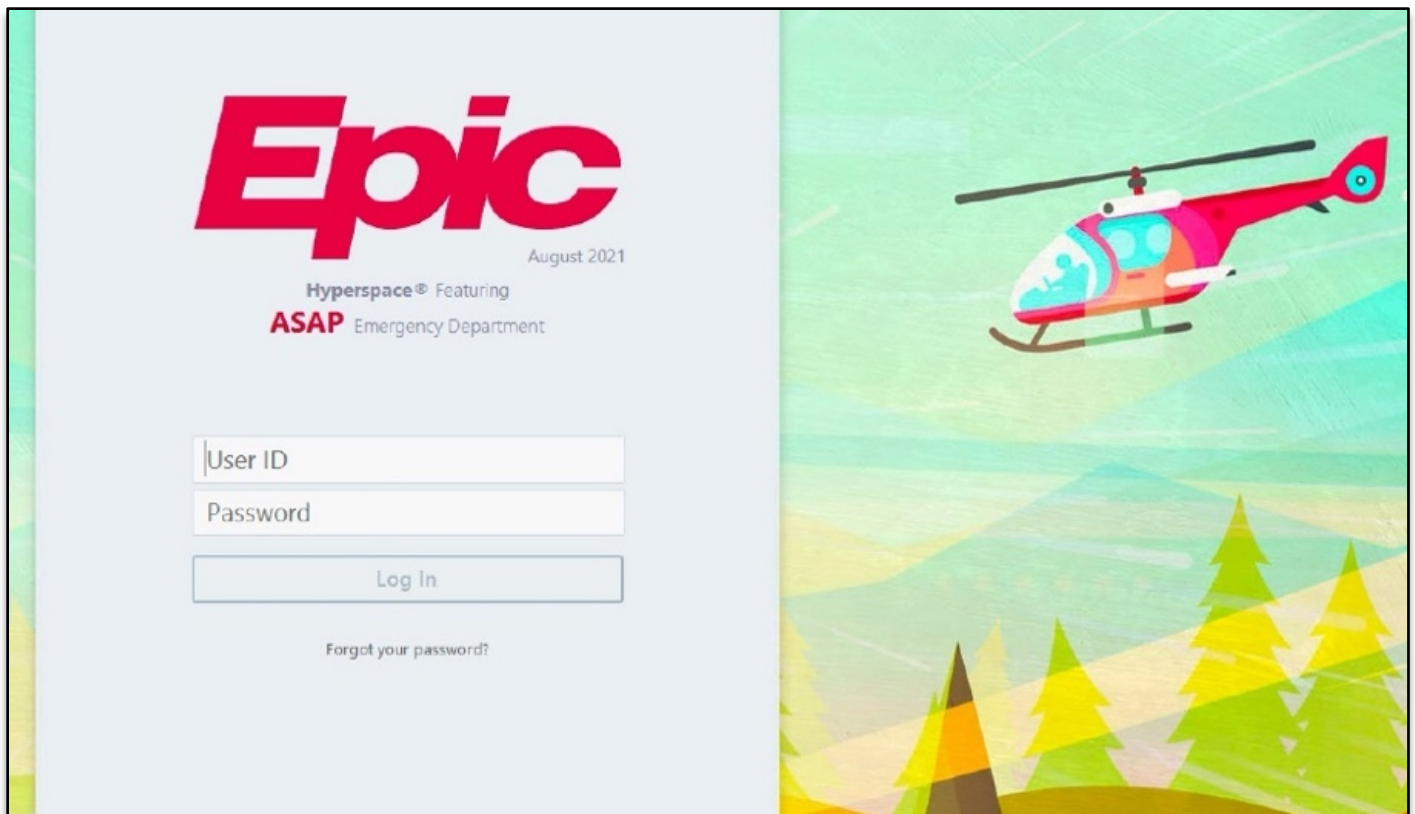 Epic
August 2021
Hyperspace® Featuring
ASAP Emergency Department
User ID
Password
Log In
Forgot your password?